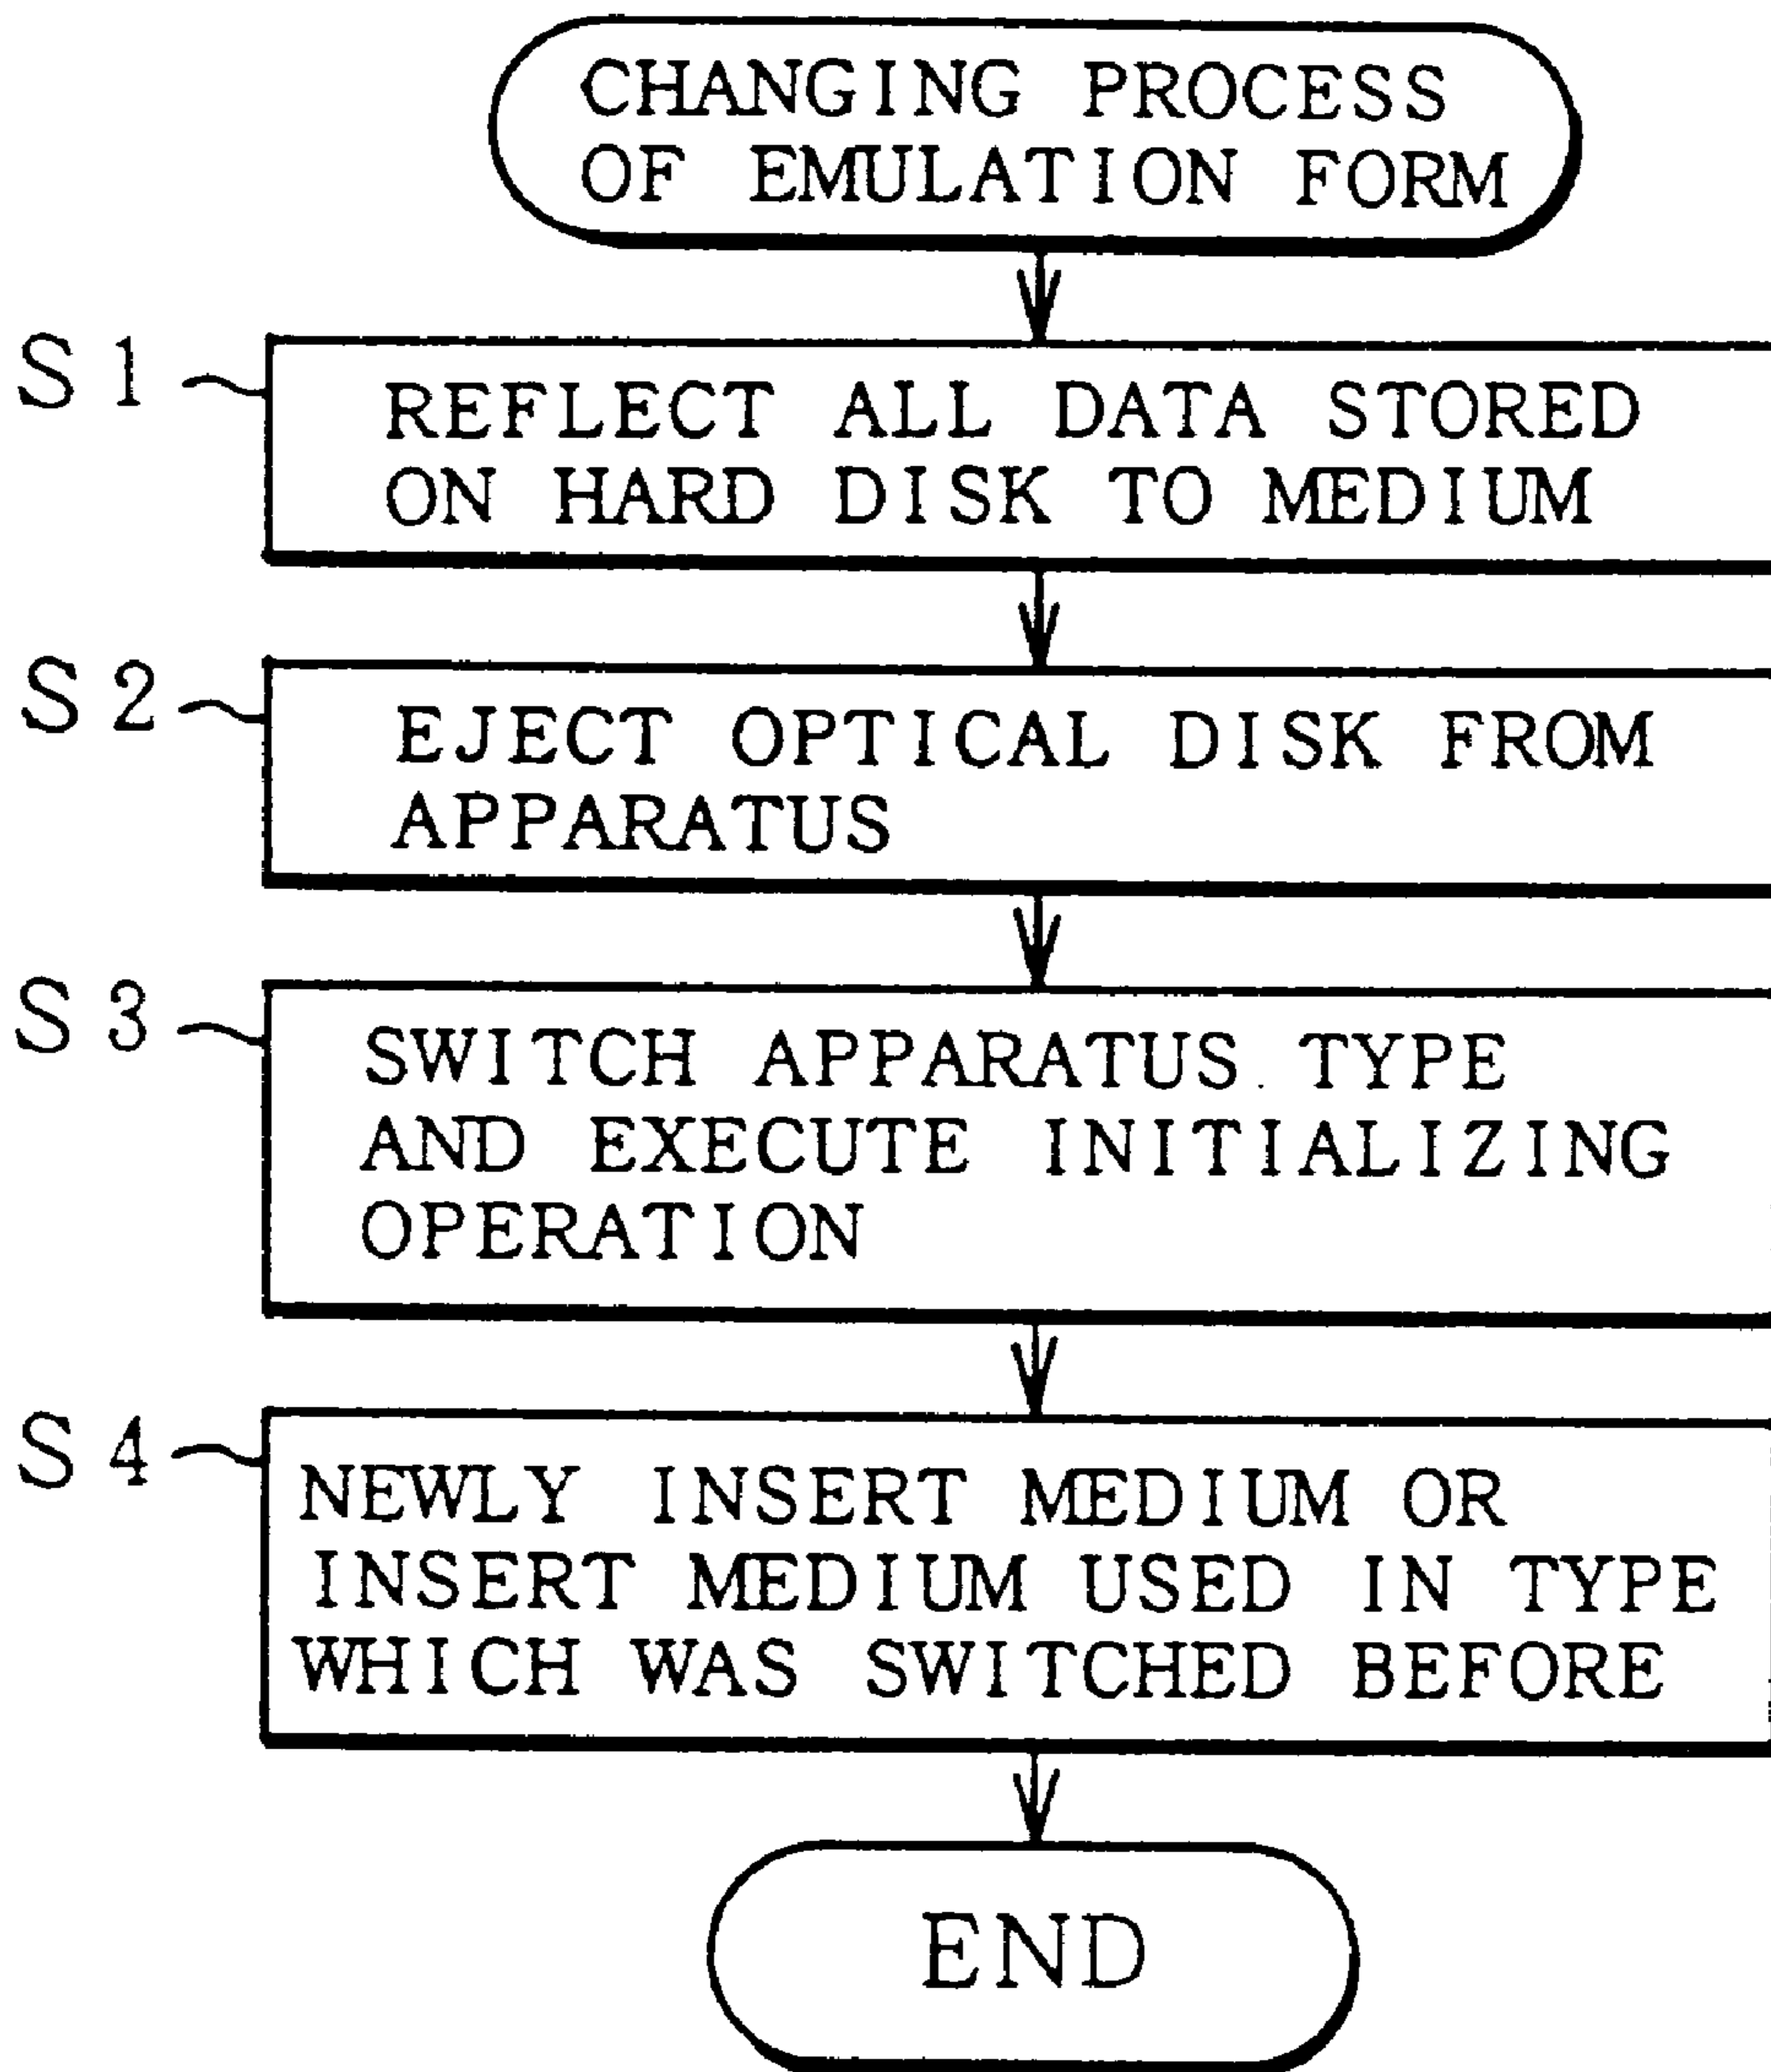 CHANGING PROCESS
OF EMULATION FORM
S1
REFLECT ALL DATA STORED
ON HARD DISK TO MEDIUM
S2
EJECT OPTICAL DISK FROM
APPARATUS
S3
SWITCH APPARATUS TYPE
AND EXECUTE INITIALIZING
OPERATION
S4
NEWLY INSERT MEDIUM OR
INSERT MEDIUM USED IN TYPE
WHICH WAS SWITCHED BEFORE
END